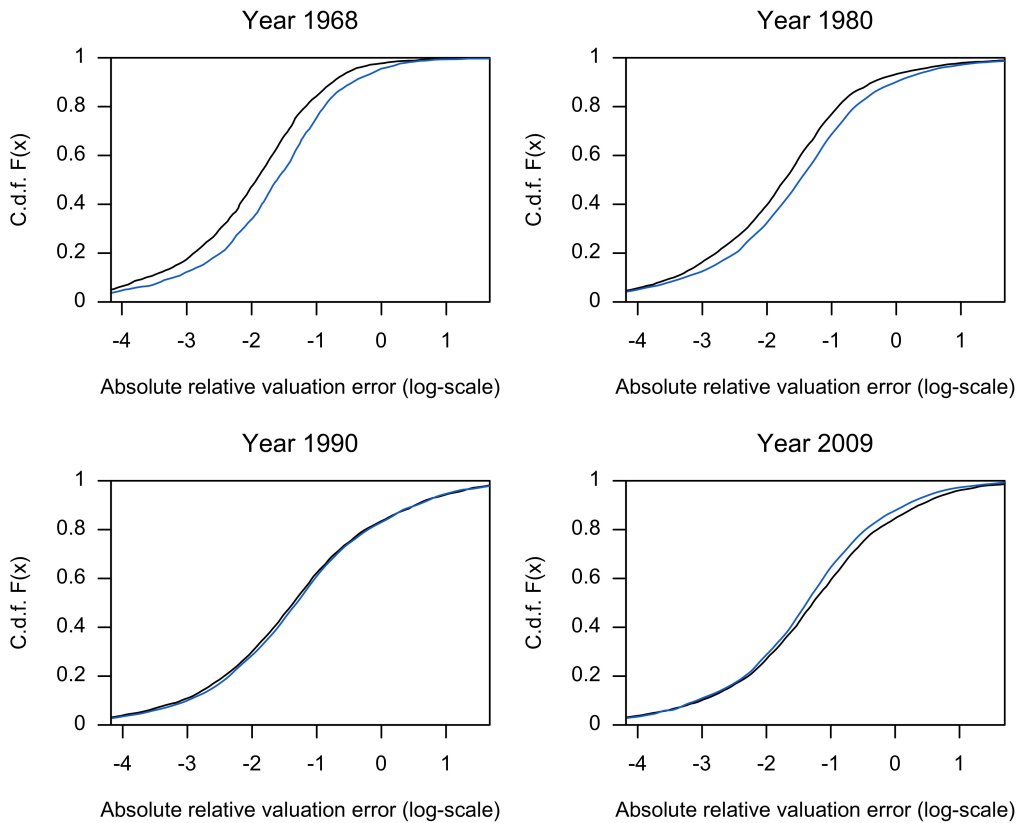 Year 1968
Year 1980
C.d.f. F(x)
1
0.8
0.6
0.4
0.2
0
-4 -3 -2 -1 0 1
Absolute relative valuation error (log-scale)
C.d.f. F(x)
1
0.8
0.6
0.4
0.2
0
-4 -3 -2 -1 0 1
Absolute relative valuation error (log-scale)
Year 1990
Year 2009
C.d.f. F(x)
1
0.8
0.6
0.4
0.2
0
-4 -3 -2 -1 0 1
Absolute relative valuation error (log-scale)
C.d.f. F(x)
1
0.8
0.6
0.4
0.2
0
-4 -3 -2 -1 0 1
Absolute relative valuation error (log-scale)